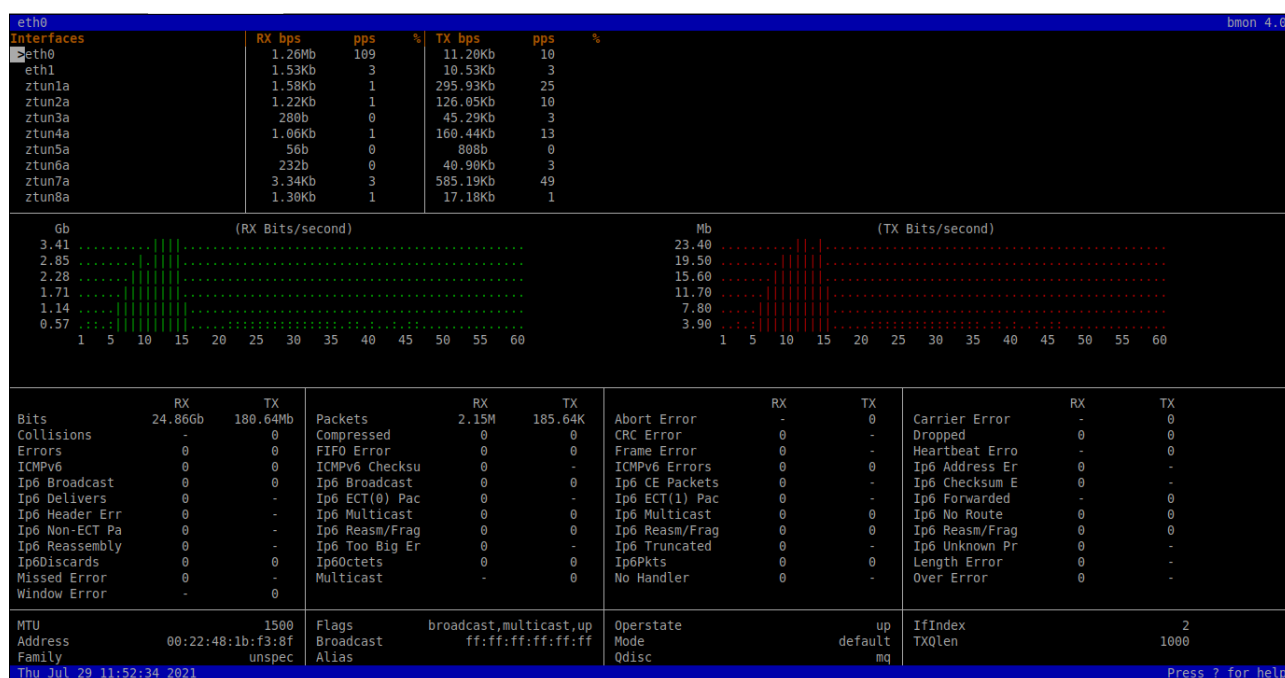 eth0 bmon 4.0
Interfaces RX bps pps % TX bps pps %
>eth0 1.26Mb 109 11.20Kb 10
eth1 1.53Kb 3 10.53Kb 3
ztun1a 1.58Kb 1 295.93Kb 25
ztun2a 1.22Kb 1 126.05Kb 10
ztun3a 280b 0 45.29Kb 3
ztun4a 1.06Kb 1 160.44Kb 13
ztun5a 56b 0 808b 0
ztun6a 232b 0 40.90Kb 3
ztun7a 3.34Kb 3 585.19Kb 49
ztun8a 1.30Kb 1 17.18Kb 1
Gb (RX Bits/second) Mb (TX Bits/second)
3.41 23.40
2.85 19.50
2.28 15.60
1.71 11.70
1.14 7.80
0.57 3.90
1 5 10 15 20 25 30 35 40 45 50 55 60 1 5 10 15 20 25 30 35 40 45 50 55 60
RX TX RX TX RX TX RX TX
Bits 24.86Gb 180.64Mb Packets 2.15M 185.64K Abort Error - 0 Carrier Error - 0
Collisions - 0 Compressed 0 0 CRC Error 0 - Dropped 0 0
Errors 0 0 FIFO Error 0 0 Frame Error 0 - Heartbeat Erro - 0
ICMPv6 0 0 ICMPv6 Checksu 0 - ICMPv6 Errors 0 0 Ip6 Address Er 0 -
Ip6 Broadcast 0 0 Ip6 Broadcast 0 0 Ip6 CE Packets 0 - Ip6 Checksum E 0 -
Ip6 Delivers 0 - Ip6 ECT(0) Pac 0 - Ip6 ECT(1) Pac 0 - Ip6 Forwarded - 0
Ip6 Header Err 0 - Ip6 Multicast 0 0 Ip6 Multicast 0 0 Ip6 No Route 0 0
Ip6 Non-ECT Pa 0 - Ip6 Reasm/Frag 0 0 Ip6 Reasm/Frag 0 0 Ip6 Reasm/Frag 0 0
Ip6 Reassembly 0 - Ip6 Too Big Er 0 - Ip6 Truncated 0 - Ip6 Unknown Pr 0 -
Ip6Discards 0 0 Ip6Octets 0 0 Ip6Pkts 0 0 Length Error 0 -
Missed Error 0 - Multicast - 0 No Handler 0 - Over Error 0 -
Window Error - 0
MTU 1500 Flags broadcast,multicast,up Operstate up IfIndex 2
Address 00:22:48:1b:f3:8f Broadcast ff:ff:ff:ff:ff:ff Mode default TXQlen 1000
Family unspec Alias Qdisc mq
Thu Jul 29 11:52:34 2021 Press ? for help